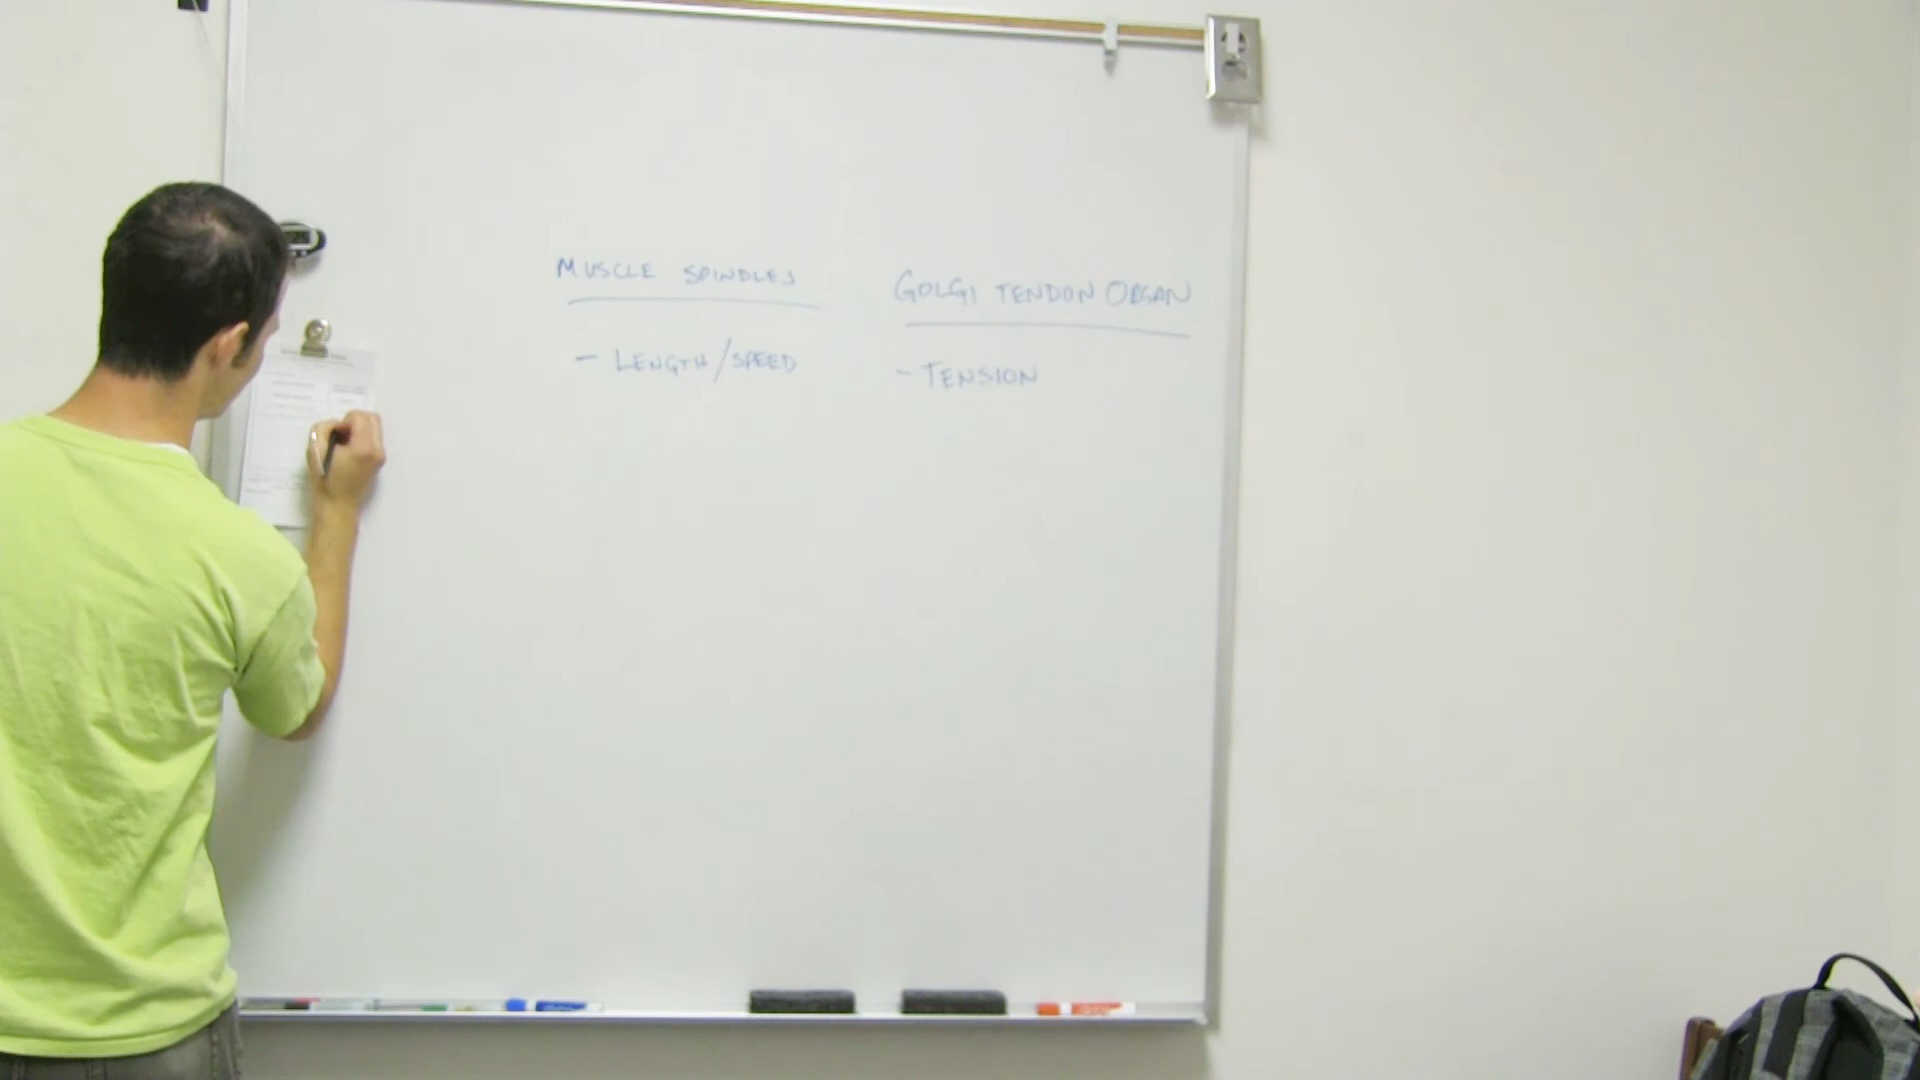 MUSCLE SPINDLES
- LENGTH/SPEED
GOLGI TENDON ORGAN
- TENSION